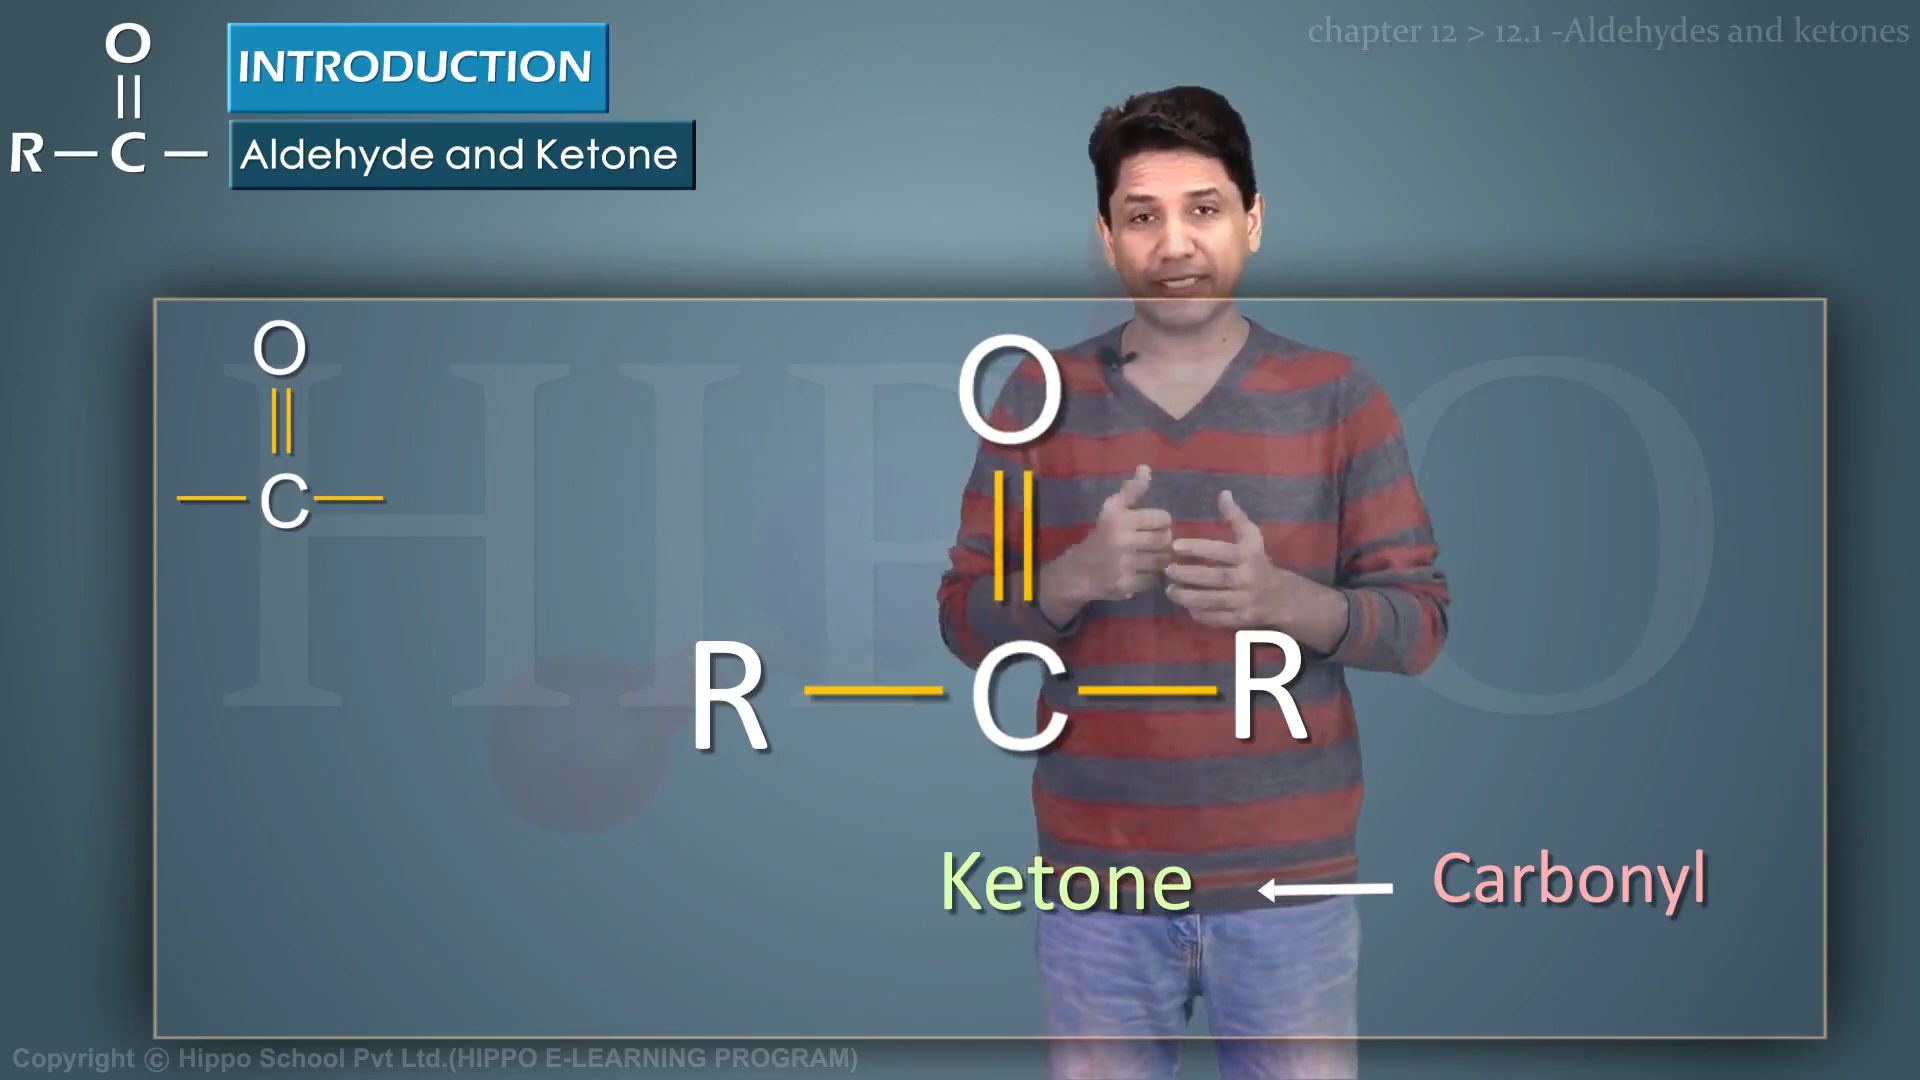 chapter 12 > 12.1 -Aldehydes and ketones
O
R — C —
INTRODUCTION
Aldehyde and Ketone
HIPPO
O
— C —
O
R — C — R
Ketone ← Carbonyl
Copyright © Hippo School Pvt Ltd.(HIPPO E-LEARNING PROGRAM)